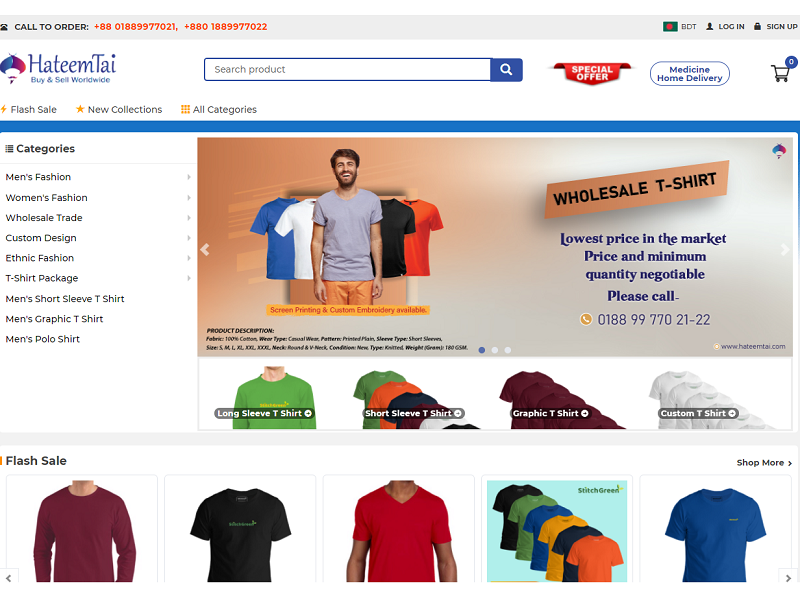 CALL TO ORDER: +88 01889977021, +880 1889977022
BDT LOG IN SIGN UP
HateemTai
Buy & Sell Worldwide
Search product
SPECIAL
OFFER
Medicine
Home Delivery
0
Flash Sale New Collections All Categories
Categories
Men's Fashion
Women's Fashion
Wholesale Trade
Custom Design
Ethnic Fashion
T-Shirt Package
Men's Short Sleeve T Shirt
Men's Graphic T Shirt
Men's Polo Shirt
WHOLESALE T-SHIRT
Lowest price in the market
Price and minimum
quantity negotiable
Please call-
0188 99 770 21-22
Screen Printing & Custom Embroidery available.
PRODUCT DESCRIPTION:
Fabric: 100% Cotton, Wear Type: Casual Wear, Pattern: Printed Plain, Sleeve Type: Short Sleeves,
Size: S, M, L, XL, XXL, XXXL, Neck: Round & V-Neck, Condition: New, Type: Knitted, Weight (Gram): 180 GSM.
www.hateemtai.com
StitchGreen
Long Sleeve T Shirt
Short Sleeve T Shirt
Graphic T Shirt
Custom T Shirt
Flash Sale
Shop More
StitchGreen
StitchGreen